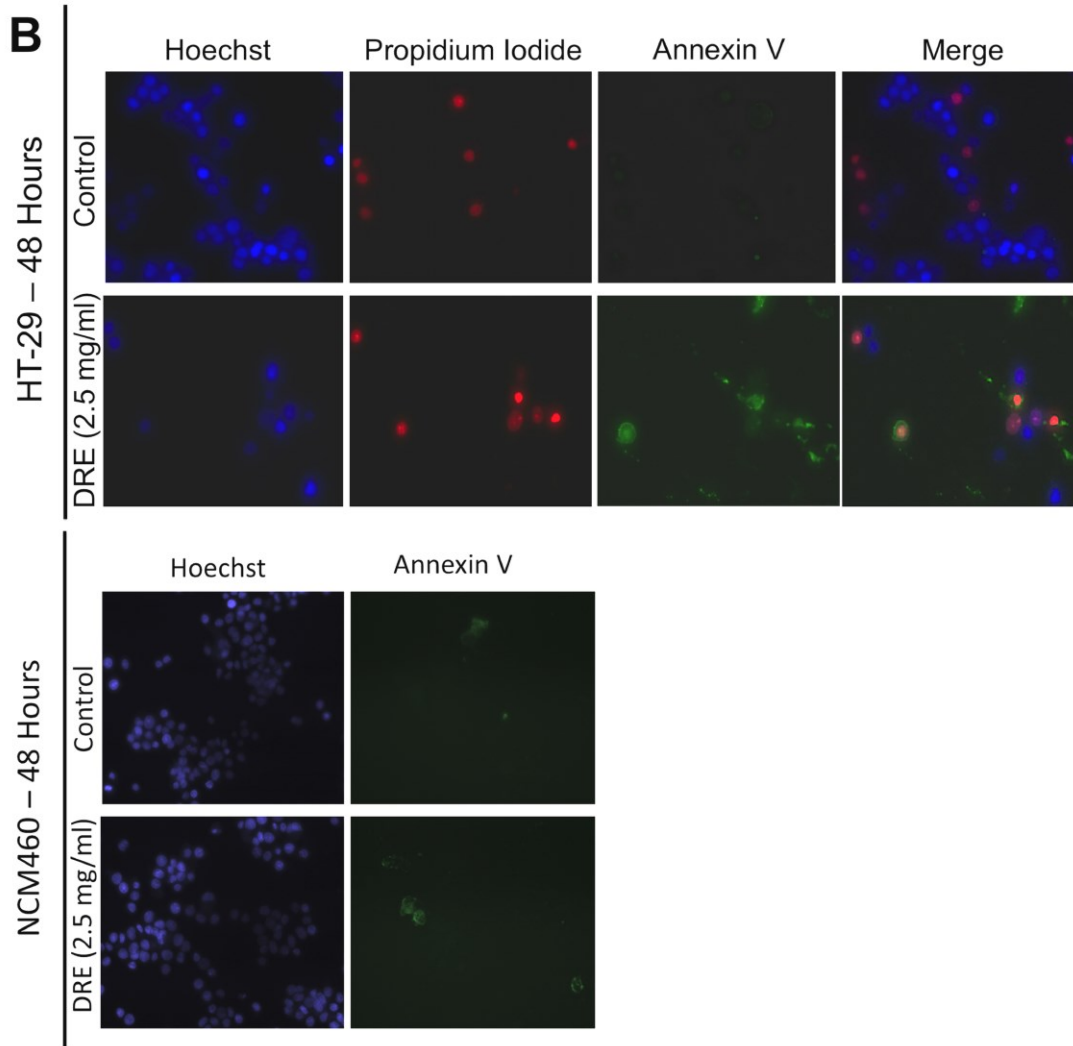 B
Hoechst Propidium Iodide Annexin V Merge
HT-29 – 48 Hours
Control
DRE (2.5 mg/ml)
Hoechst Annexin V
NCM460 – 48 Hours
Control
DRE (2.5 mg/ml)